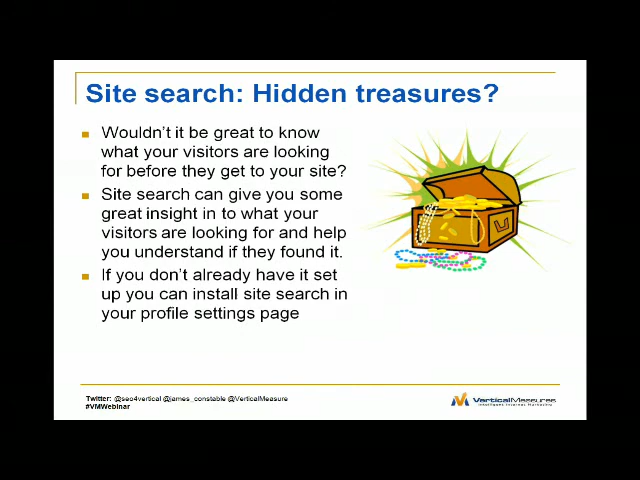 Site search: Hidden treasures?
Wouldn't it be great to know
what your visitors are looking
for before they get to your site?
Site search can give you some
great insight in to what your
visitors are looking for and help
you understand if they found it.
If you don't already have it set
up you can install site search in
your profile settings page
Twitter: @seo4vertical @james_constable @VerticalMeasure
#VMWebinar
VerticalMeasures
Intelligent Internet Marketing